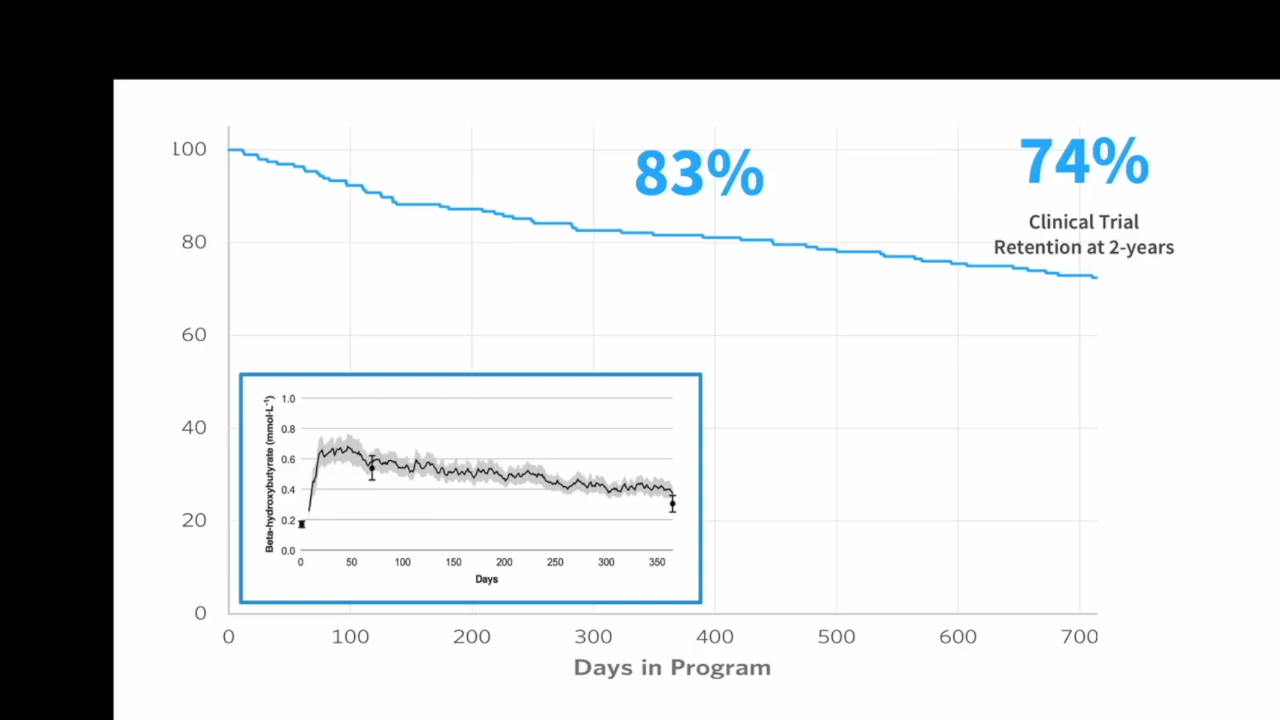 100
83%
74%
Clinical Trial
Retention at 2-years
80
60
40
20
0
0 100 200 300 400 500 600 700
Days in Program
Beta-hydroxybutyrate (mmol·L⁻¹)
1.0
0.8
0.6
0.4
0.2
0.0
0 50 100 150 200 250 300 350
Days